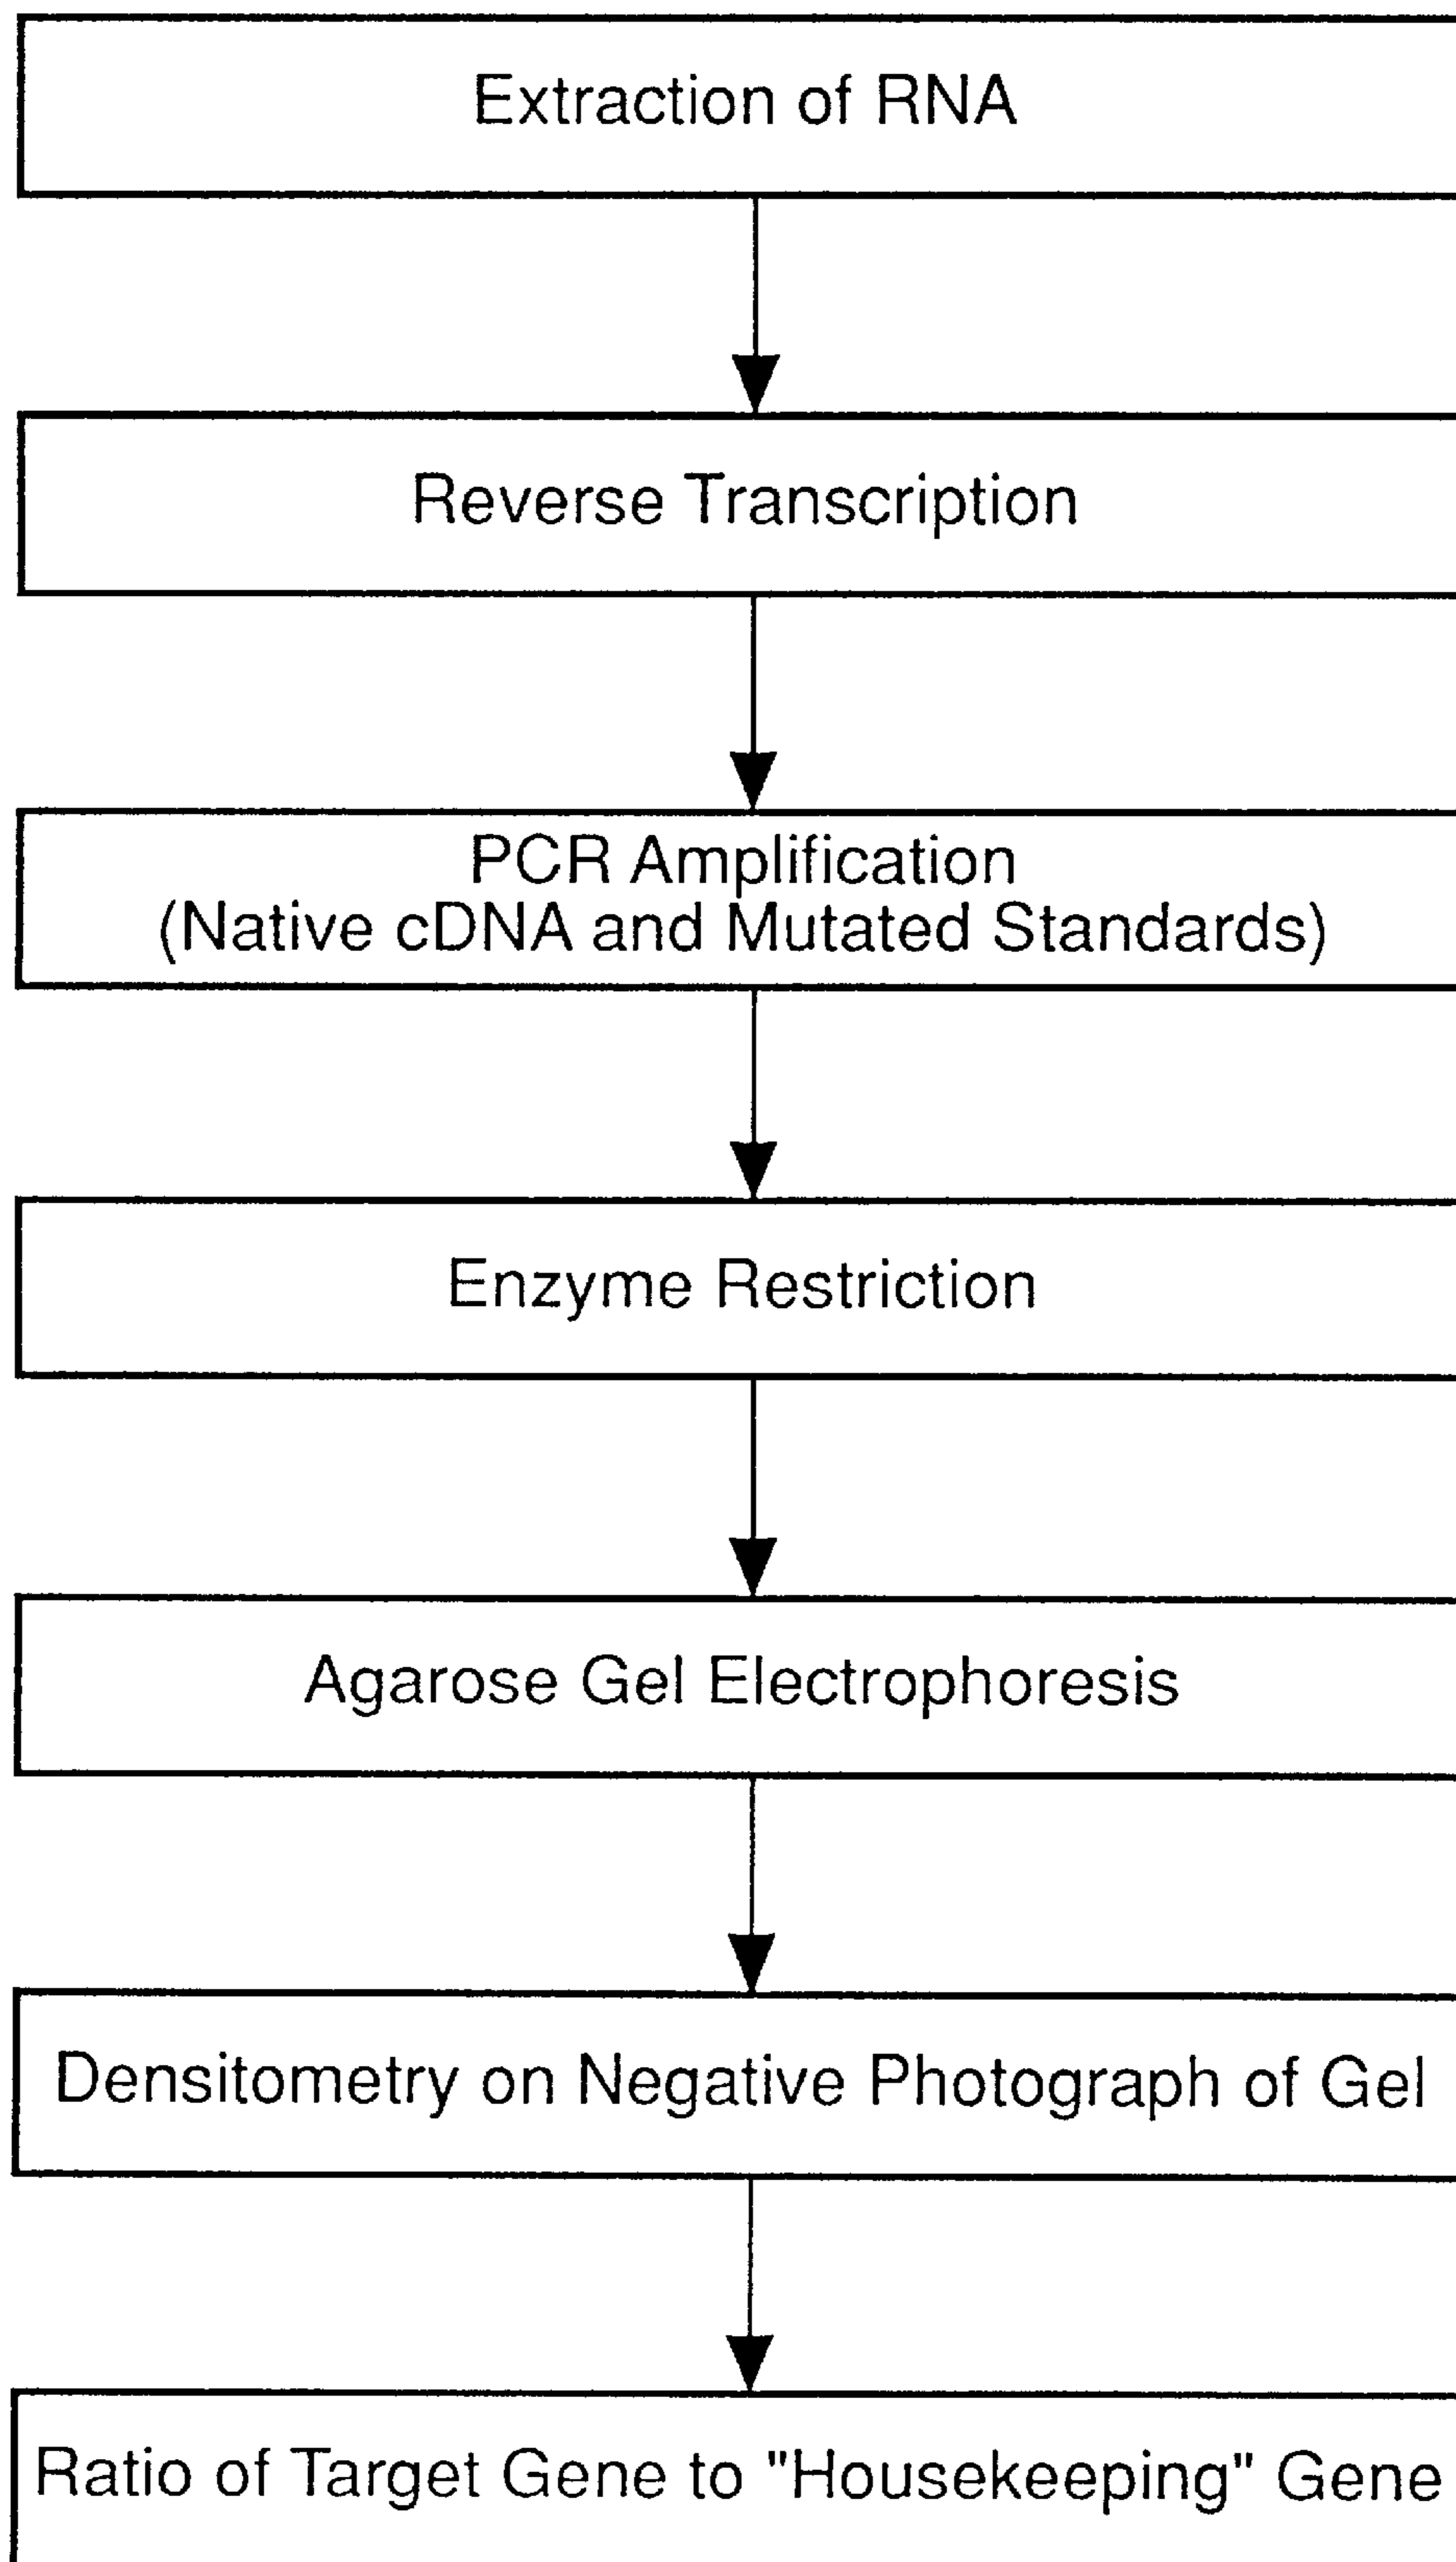 Extraction of RNA
Reverse Transcription
PCR Amplification
(Native cDNA and Mutated Standards)
Enzyme Restriction
Agarose Gel Electrophoresis
Densitometry on Negative Photograph of Gel
Ratio of Target Gene to "Housekeeping" Gene